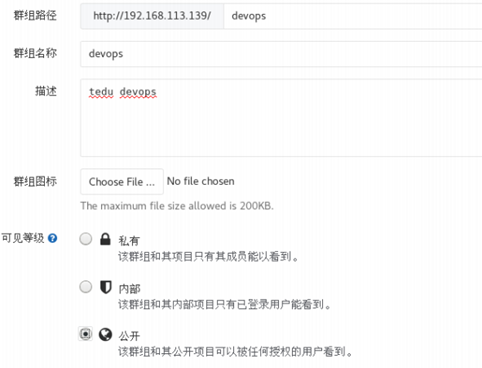 群组路径 http://192.168.113.139/ devops
群组名称 devops
描述 tedu devops
群组图标 Choose File ... No file chosen
The maximum file size allowed is 200KB.
可见等级 ? 私有
该群组和其项目只有其成员能以看到。
内部
该群组和其内部项目只有已登录用户能看到。
公开
该群组和其公开项目可以被任何授权的用户看到。